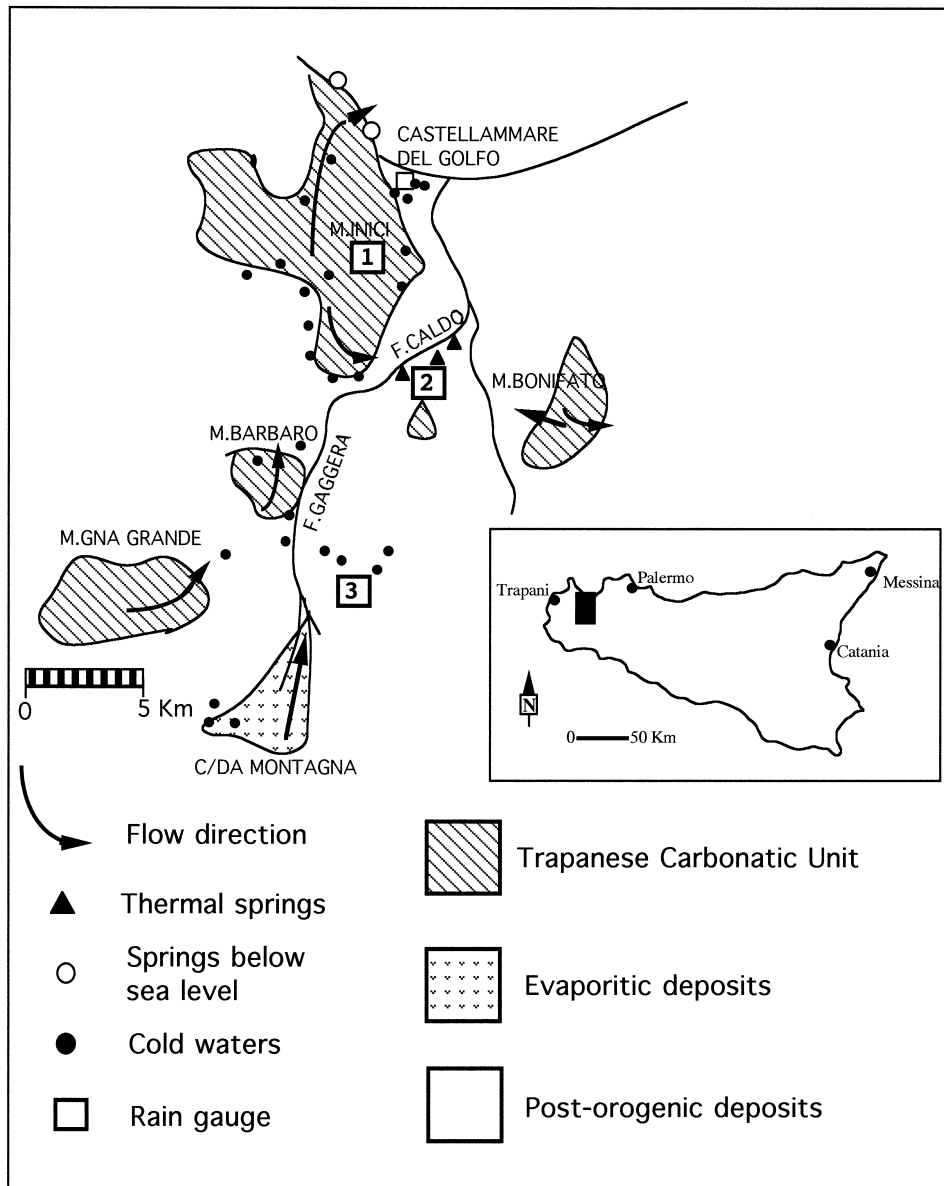 CASTELLAMMARE
DEL GOLFO
M.INICI
1
F. CALDO
2
M.BONIFATO
M.BARBARO
F. GAGGERA
M.GNA GRANDE
3
0 5 Km
C/DA MONTAGNA
Trapani
Palermo
Messina
Catania
N
0 50 Km
Flow direction
Thermal springs
Springs below
sea level
Cold waters
Rain gauge
Trapanese Carbonatic Unit
Evaporitic deposits
Post-orogenic deposits